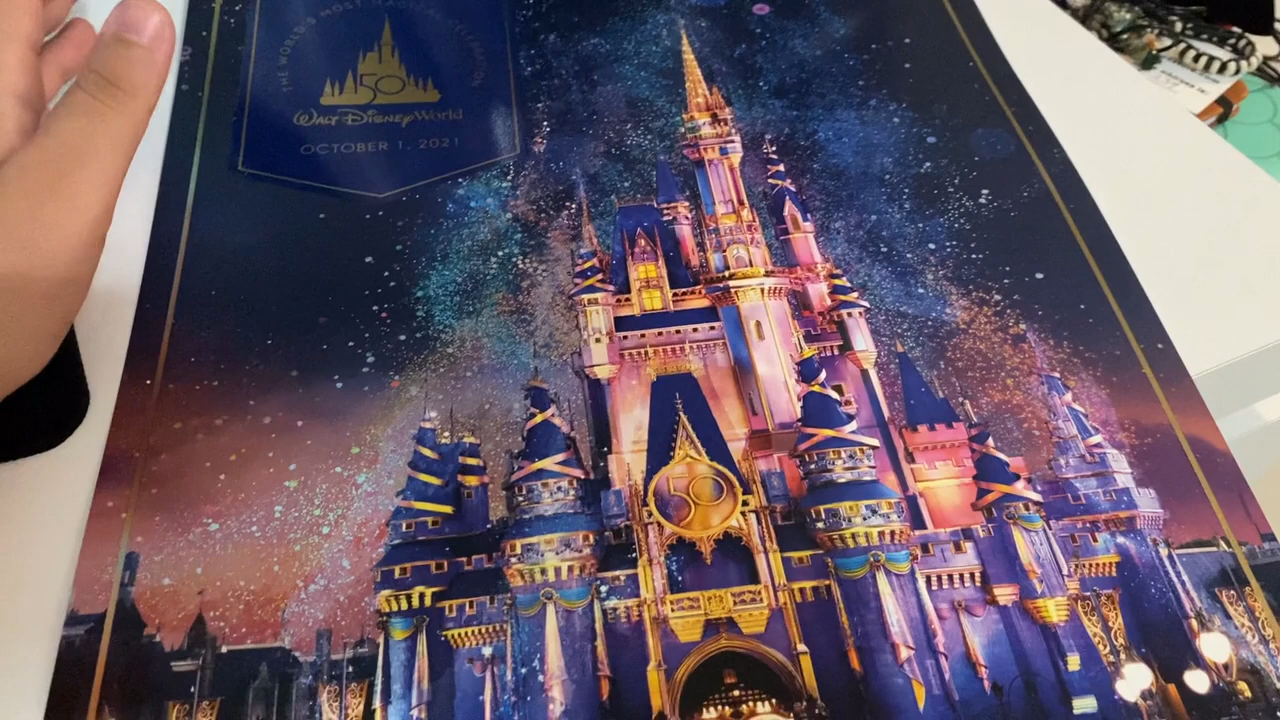 THE WORLD'S MOST MAGICAL CELEBRATION
50
Walt Disney World
OCTOBER 1, 2021
50